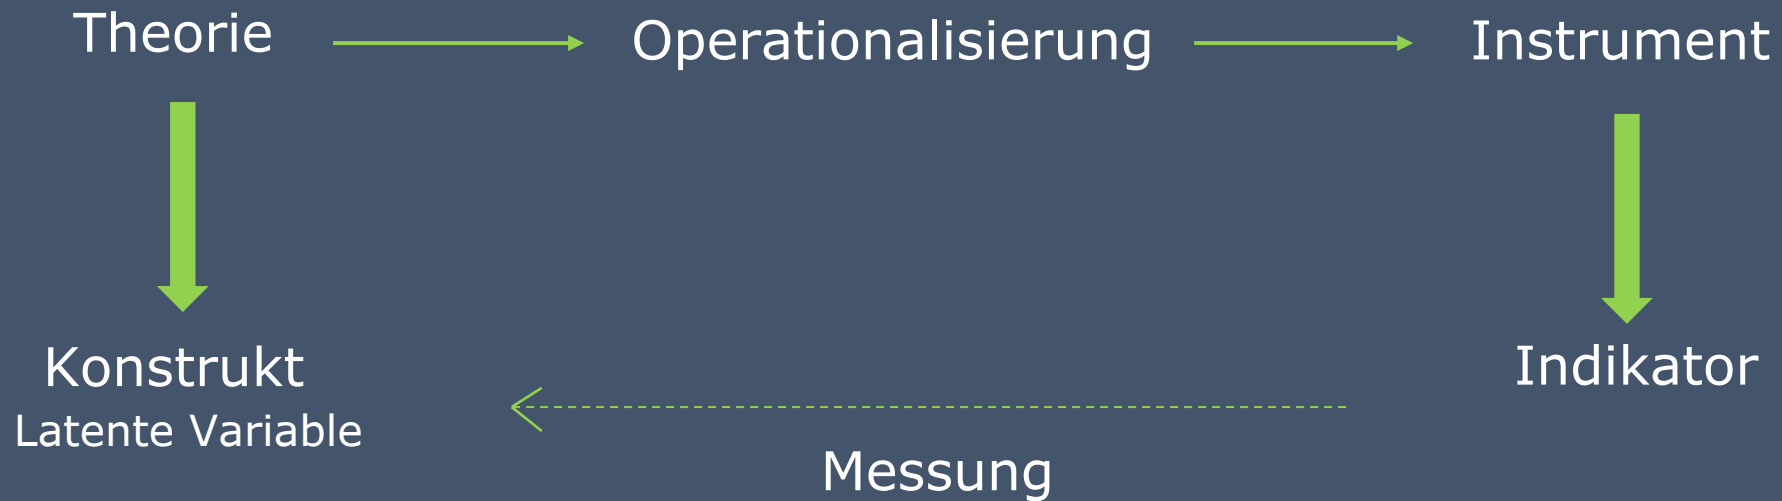 Theorie
Operationalisierung
Instrument
Konstrukt
Latente Variable
Indikator
Messung